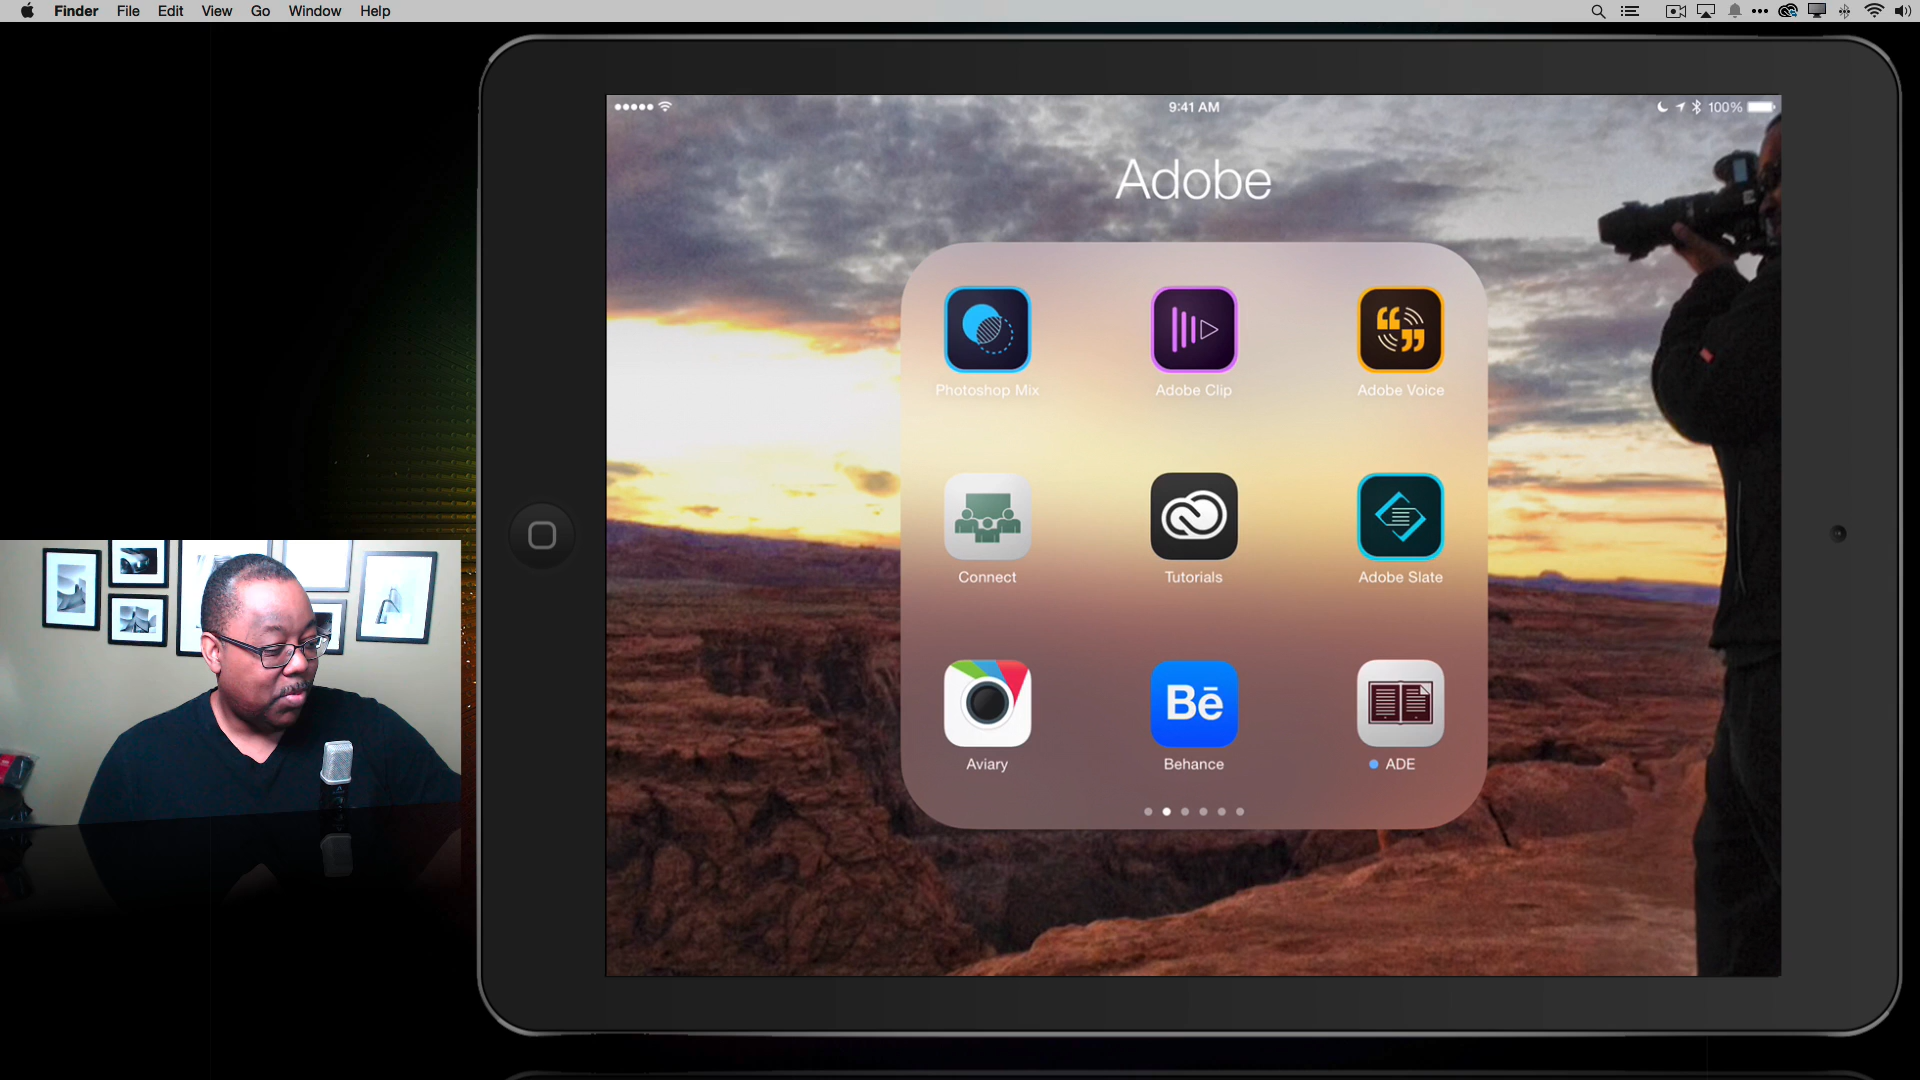 Finder File Edit View Go Window Help
9:41 AM 100%
Adobe
Photoshop Mix Adobe Clip Adobe Voice
Connect Tutorials Adobe Slate
Bē
Aviary Behance ADE